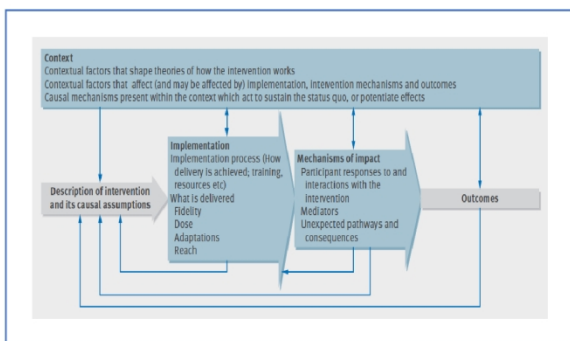 Context
Contextual factors that shape theories of how the intervention works
Contextual factors that affect (and may be affected by) implementation, intervention mechanisms and outcomes
Causal mechanisms present within the context which act to sustain the status quo, or potentiate effects
Description of intervention
and its causal assumptions
Implementation
Implementation process (How
delivery is achieved; training,
resources etc)
What is delivered
Fidelity
Dose
Adaptations
Reach
Mechanisms of impact
Participant responses to and
interactions with the
intervention
Mediators
Unexpected pathways and
consequences
Outcomes